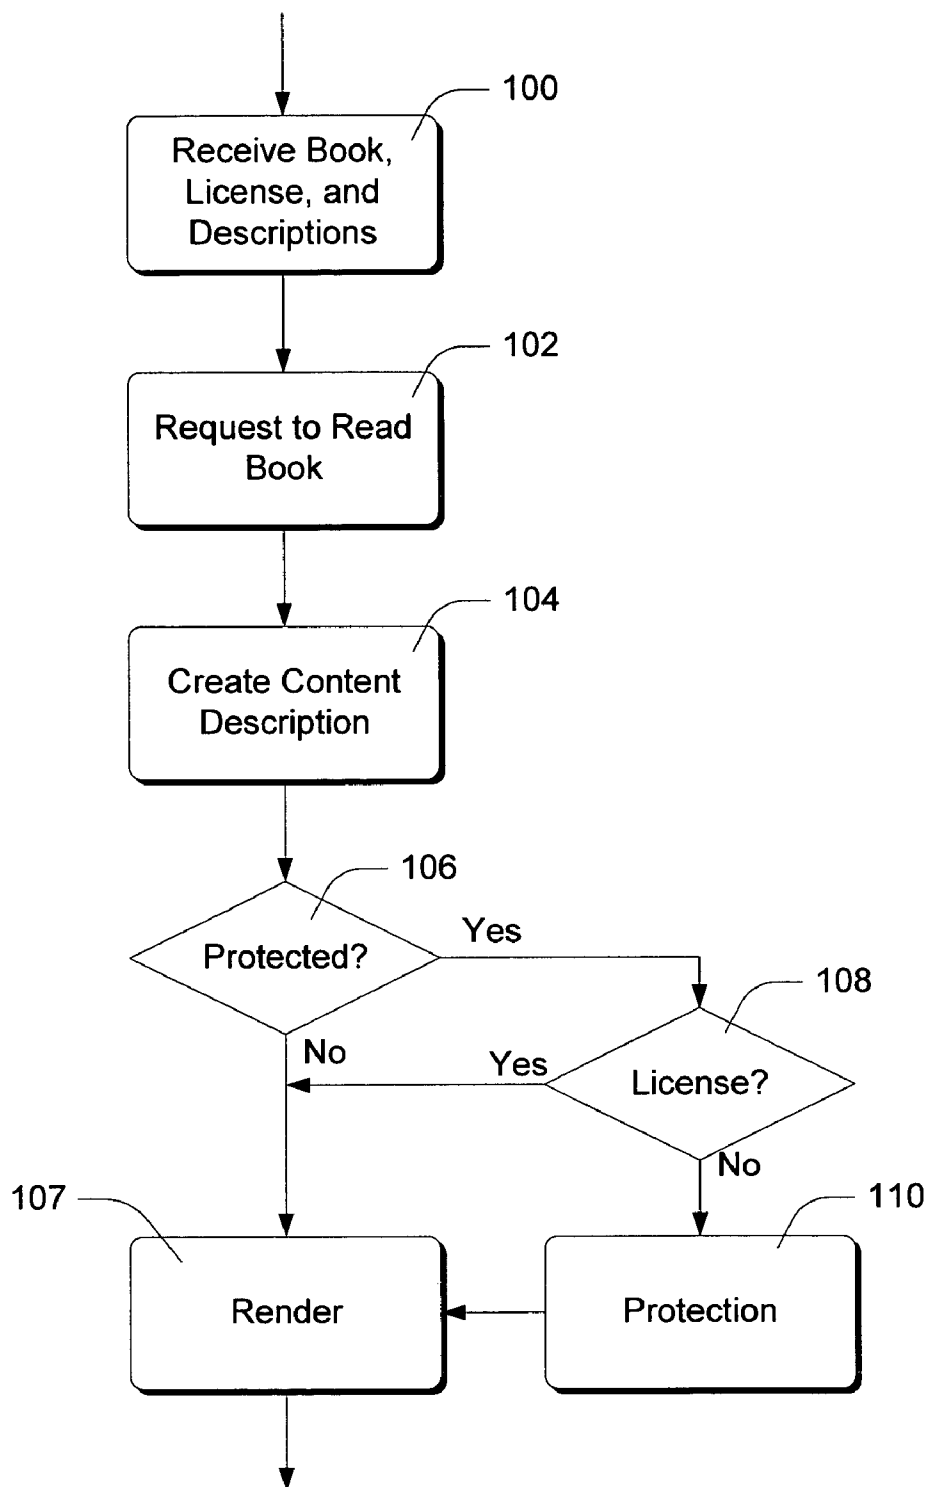 100
Receive Book,
License, and
Descriptions
102
Request to Read
Book
104
Create Content
Description
106
Protected?
Yes
108
No
Yes
License?
No
107
110
Render
Protection